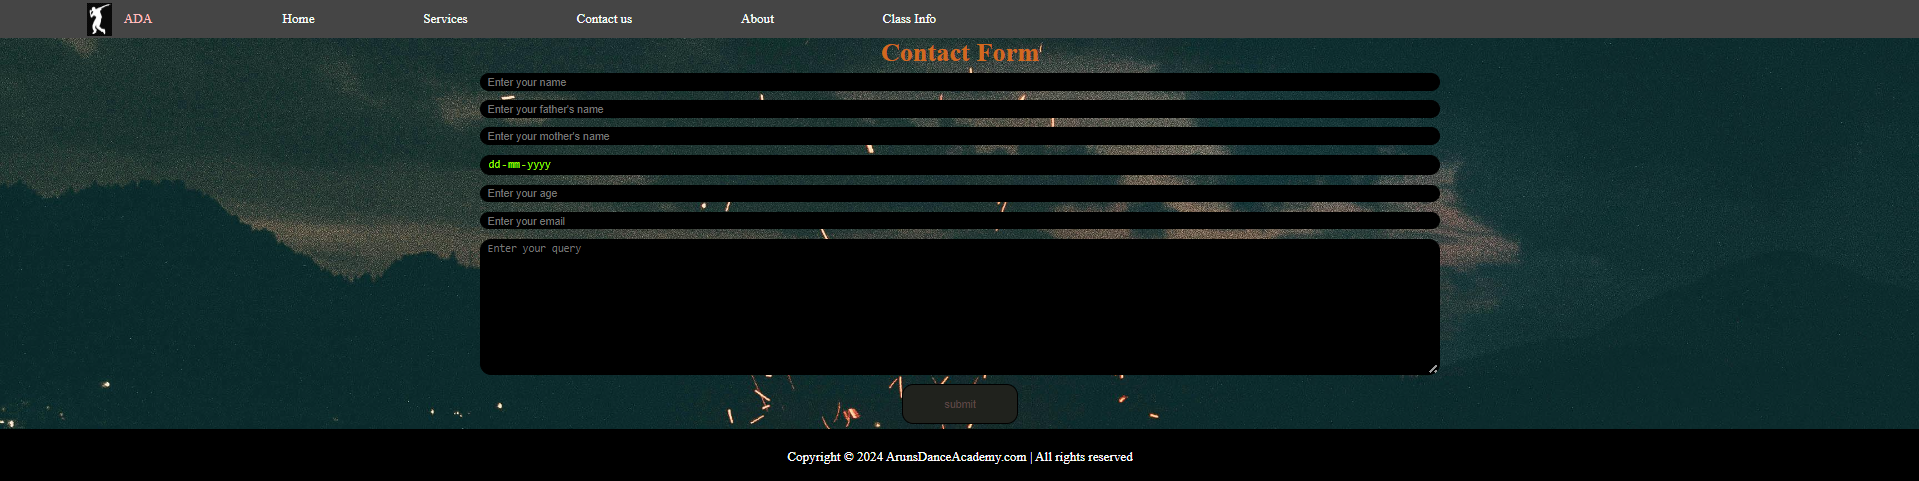 ADA Home Services Contact us About Class Info
Contact Form
Enter your name
Enter your father's name
Enter your mother's name
dd-mm-yyyy
Enter your age
Enter your email
Enter your query
submit
Copyright © 2024 ArunsDanceAcademy.com | All rights reserved